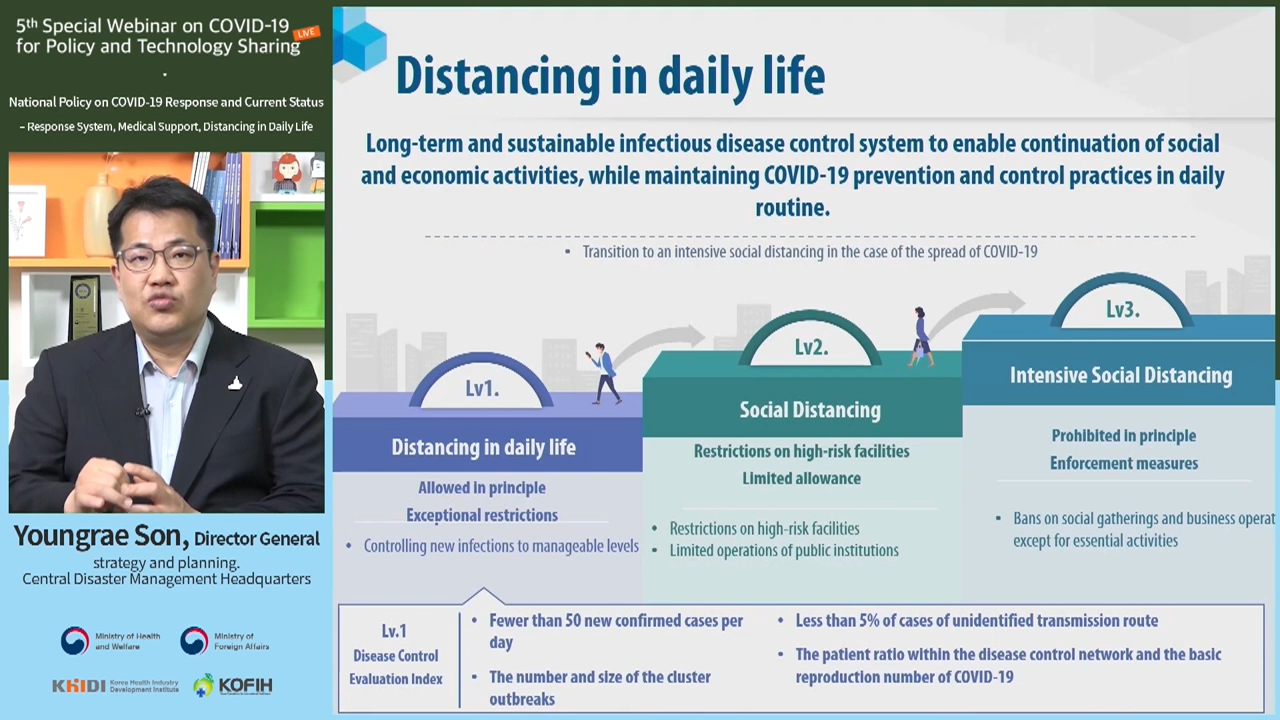 5th Special Webinar on COVID-19
for Policy and Technology Sharing
LIVE
National Policy on COVID-19 Response and Current Status
– Response System, Medical Support, Distancing in Daily Life
Youngrae Son, Director General
strategy and planning.
Central Disaster Management Headquarters
Ministry of Health
and Welfare
Ministry of
Foreign Affairs
KHIDI
Korea Health Industry
Development Institute
KOFIH
Distancing in daily life
Long-term and sustainable infectious disease control system to enable continuation of social
and economic activities, while maintaining COVID-19 prevention and control practices in daily
routine.
• Transition to an intensive social distancing in the case of the spread of COVID-19
Lv1.
Distancing in daily life
Allowed in principle
Exceptional restrictions
• Controlling new infections to manageable levels
Lv2.
Social Distancing
Restrictions on high-risk facilities
Limited allowance
• Restrictions on high-risk facilities
• Limited operations of public institutions
Lv3.
Intensive Social Distancing
Prohibited in principle
Enforcement measures
• Bans on social gatherings and business operat
except for essential activities
Lv.1
Disease Control
Evaluation Index
• Fewer than 50 new confirmed cases per
day
• The number and size of the cluster
outbreaks
• Less than 5% of cases of unidentified transmission route
• The patient ratio within the disease control network and the basic
reproduction number of COVID-19